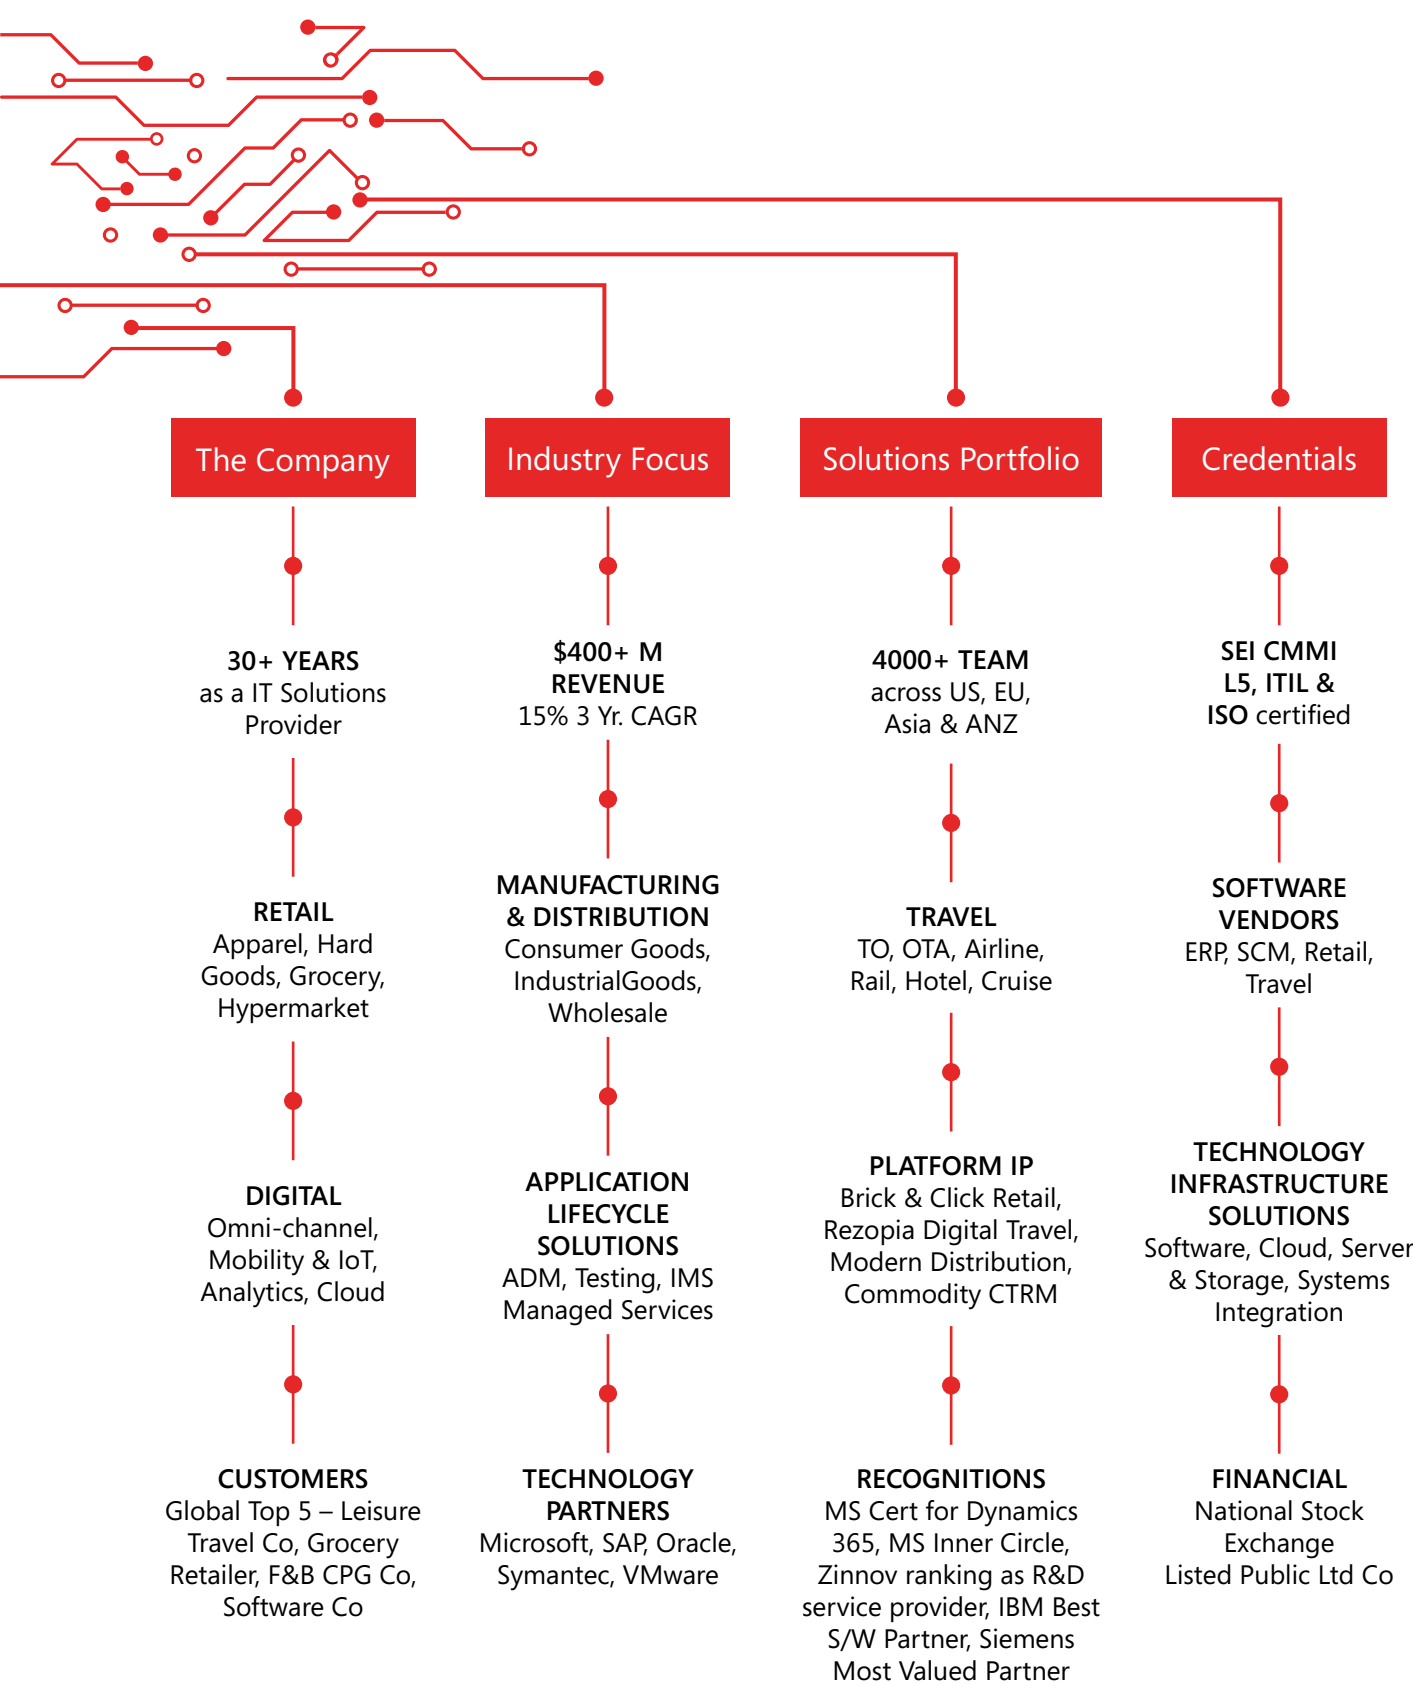 The Company
Industry Focus
Solutions Portfolio
Credentials
30+ YEARS
as a IT Solutions
Provider
$400+ M
REVENUE
15% 3 Yr. CAGR
4000+ TEAM
across US, EU,
Asia & ANZ
SEI CMMI
L5, ITIL &
ISO certified
RETAIL
Apparel, Hard
Goods, Grocery,
Hypermarket
MANUFACTURING
& DISTRIBUTION
Consumer Goods,
IndustrialGoods,
Wholesale
TRAVEL
TO, OTA, Airline,
Rail, Hotel, Cruise
SOFTWARE
VENDORS
ERP, SCM, Retail,
Travel
DIGITAL
Omni-channel,
Mobility & IoT,
Analytics, Cloud
APPLICATION
LIFECYCLE
SOLUTIONS
ADM, Testing, IMS
Managed Services
PLATFORM IP
Brick & Click Retail,
Rezopia Digital Travel,
Modern Distribution,
Commodity CTRM
TECHNOLOGY
INFRASTRUCTURE
SOLUTIONS
Software, Cloud, Server
& Storage, Systems
Integration
CUSTOMERS
Global Top 5 – Leisure
Travel Co, Grocery
Retailer, F&B CPG Co,
Software Co
TECHNOLOGY
PARTNERS
Microsoft, SAP, Oracle,
Symantec, VMware
RECOGNITIONS
MS Cert for Dynamics
365, MS Inner Circle,
Zinnov ranking as R&D
service provider, IBM Best
S/W Partner, Siemens
Most Valued Partner
FINANCIAL
National Stock
Exchange
Listed Public Ltd Co